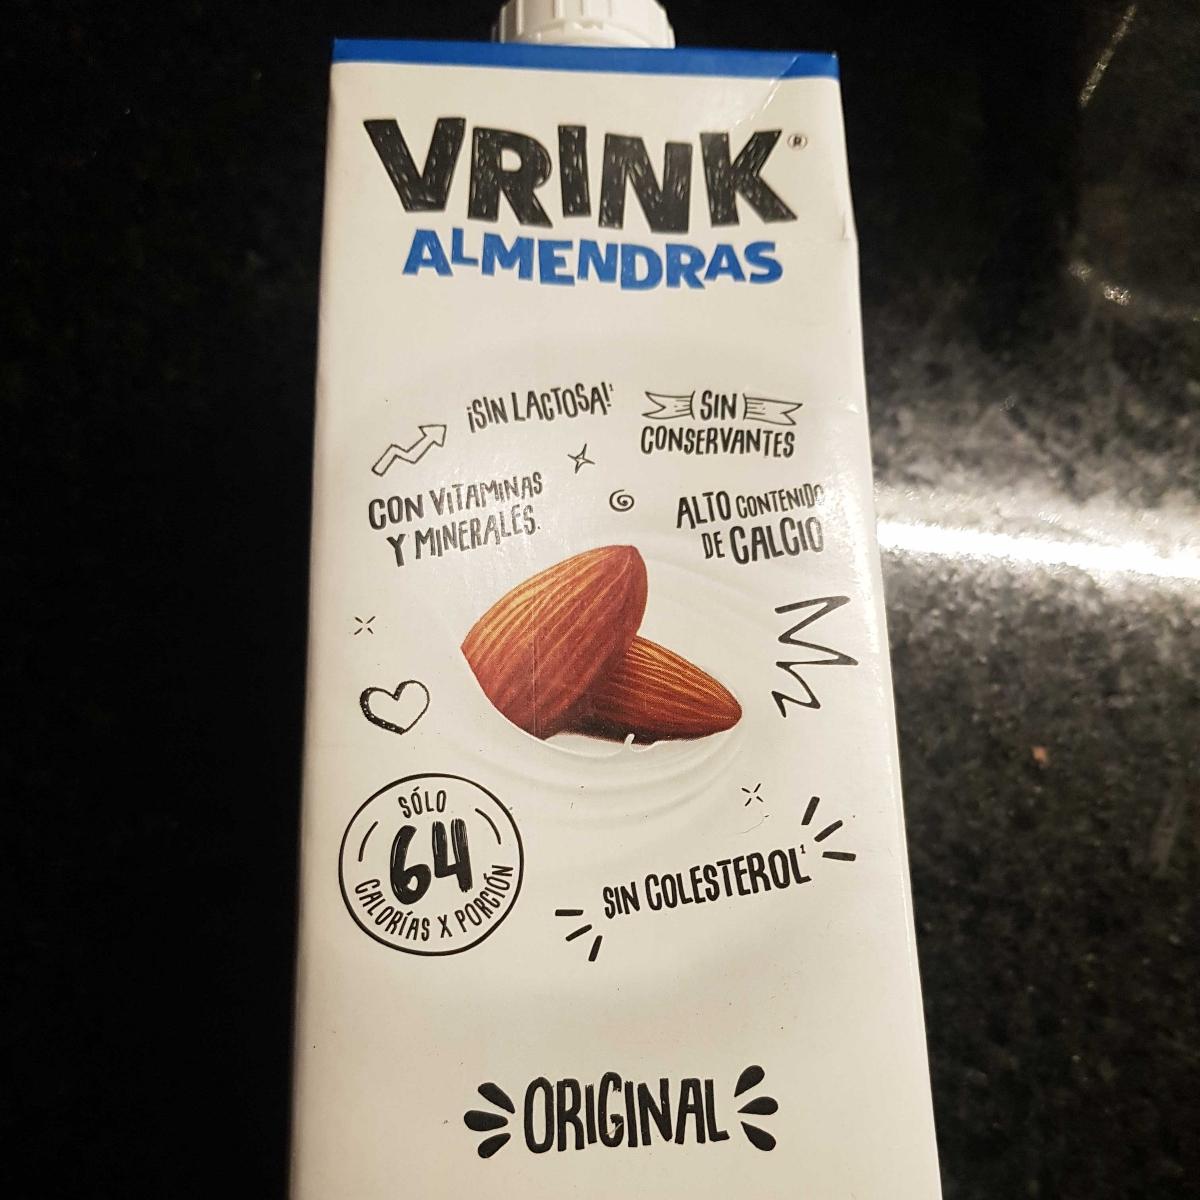 VRINK®
ALMENDRAS
¡SIN LACTOSA!¹
SIN
CONSERVANTES
CON VITAMINAS
Y MINERALES.
ALTO CONTENIDO
DE CALCIO
SÓLO
64
CALORÍAS X PORCIÓN
SIN COLESTEROL¹
ORIGINAL